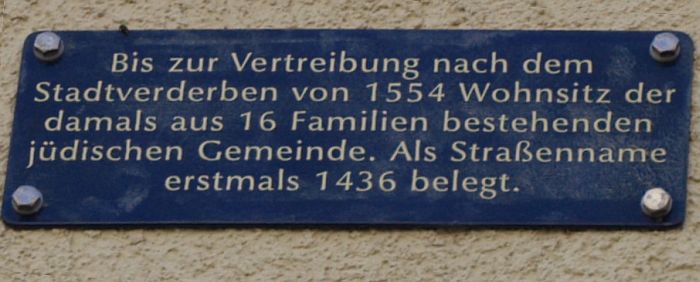 Bis zur Vertreibung nach dem
Stadtverderben von 1554 Wohnsitz der
damals aus 16 Familien bestehenden
jüdischen Gemeinde. Als Straßenname
erstmals 1436 belegt.